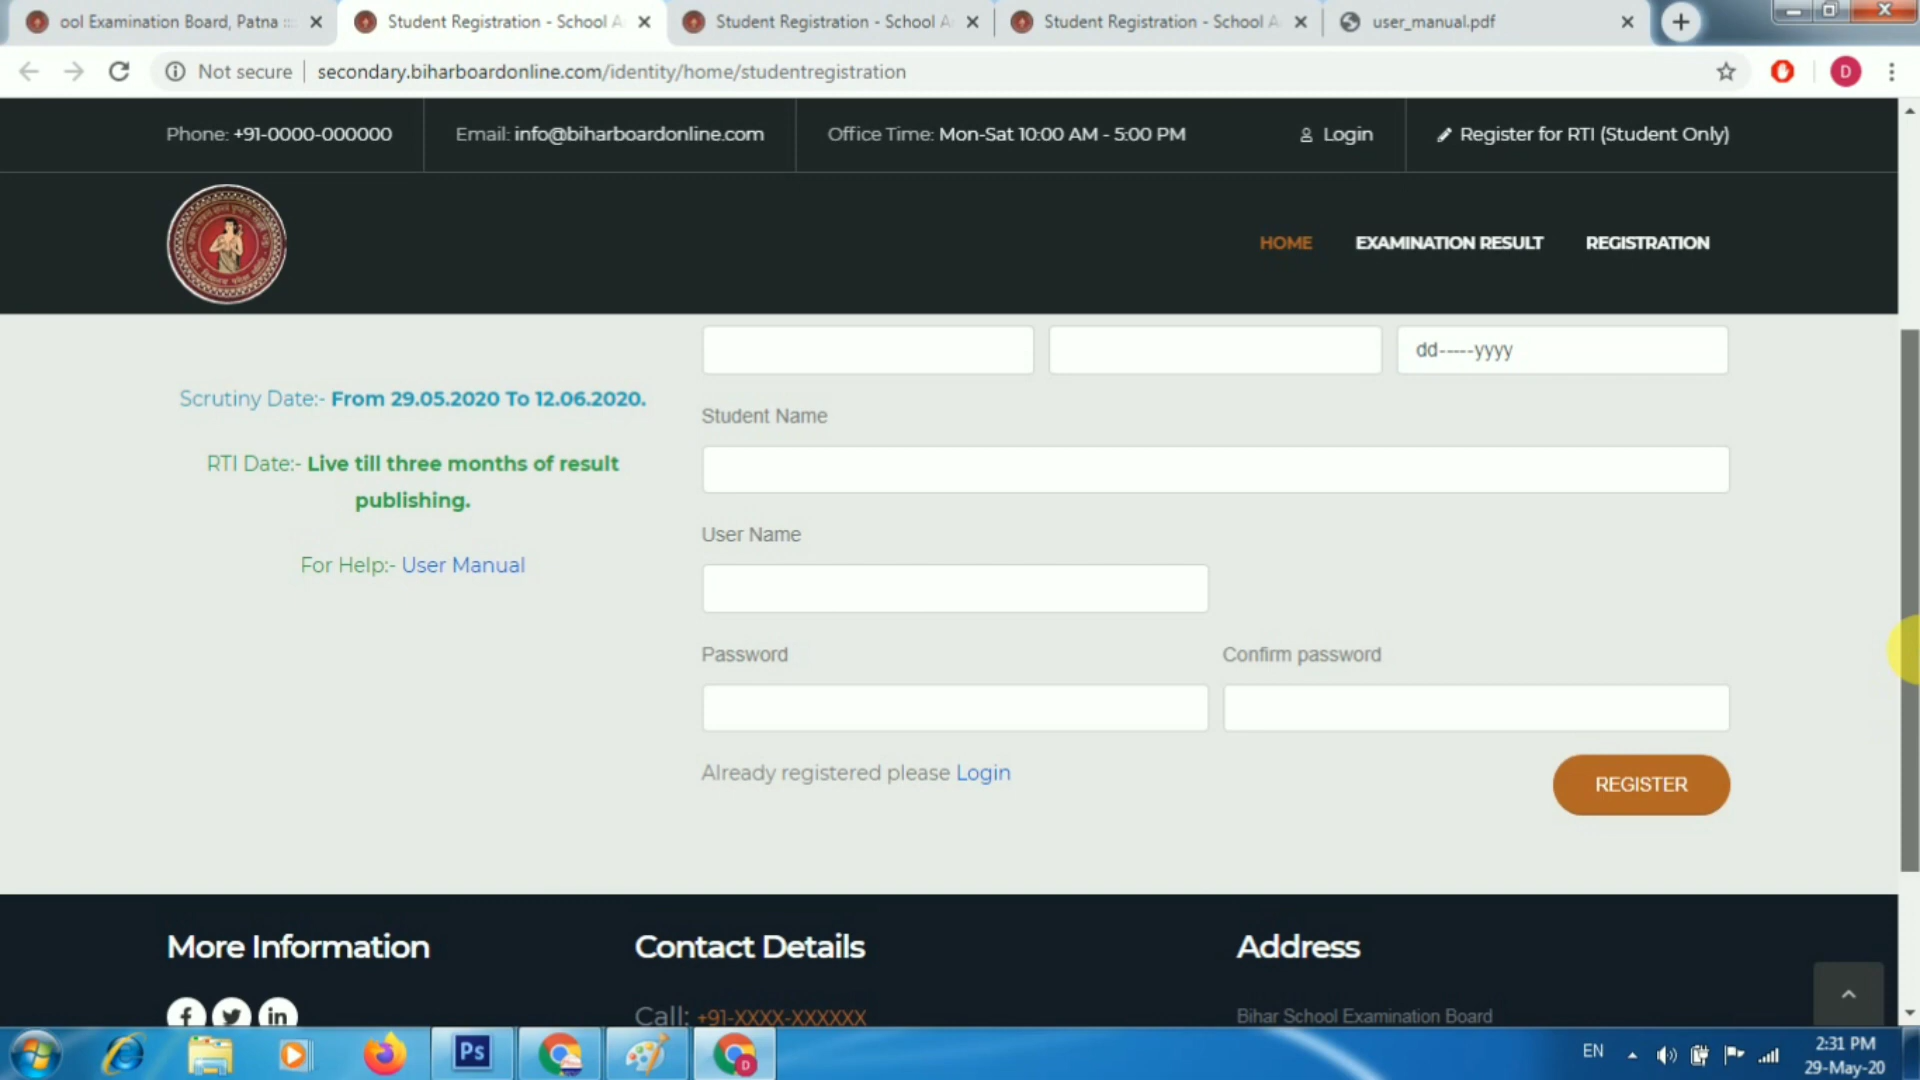 ool Examination Board, Patna :::
Student Registration - School A
Student Registration - School A
Student Registration - School A
user_manual.pdf
Not secure
secondary.biharboardonline.com/identity/home/studentregistration
D
Phone: +91-0000-000000
Email: info@biharboardonline.com
Office Time: Mon-Sat 10:00 AM - 5:00 PM
Login
Register for RTI (Student Only)
HOME
EXAMINATION RESULT
REGISTRATION
dd-----yyyy
Scrutiny Date:- From 29.05.2020 To 12.06.2020.
Student Name
RTI Date:- Live till three months of result
publishing.
User Name
For Help:- User Manual
Password
Confirm password
Already registered please Login
REGISTER
More Information
Contact Details
Address
Call: +91-XXXX-XXXXXX
Bihar School Examination Board
Ps
D
EN
2:31 PM
29-May-20